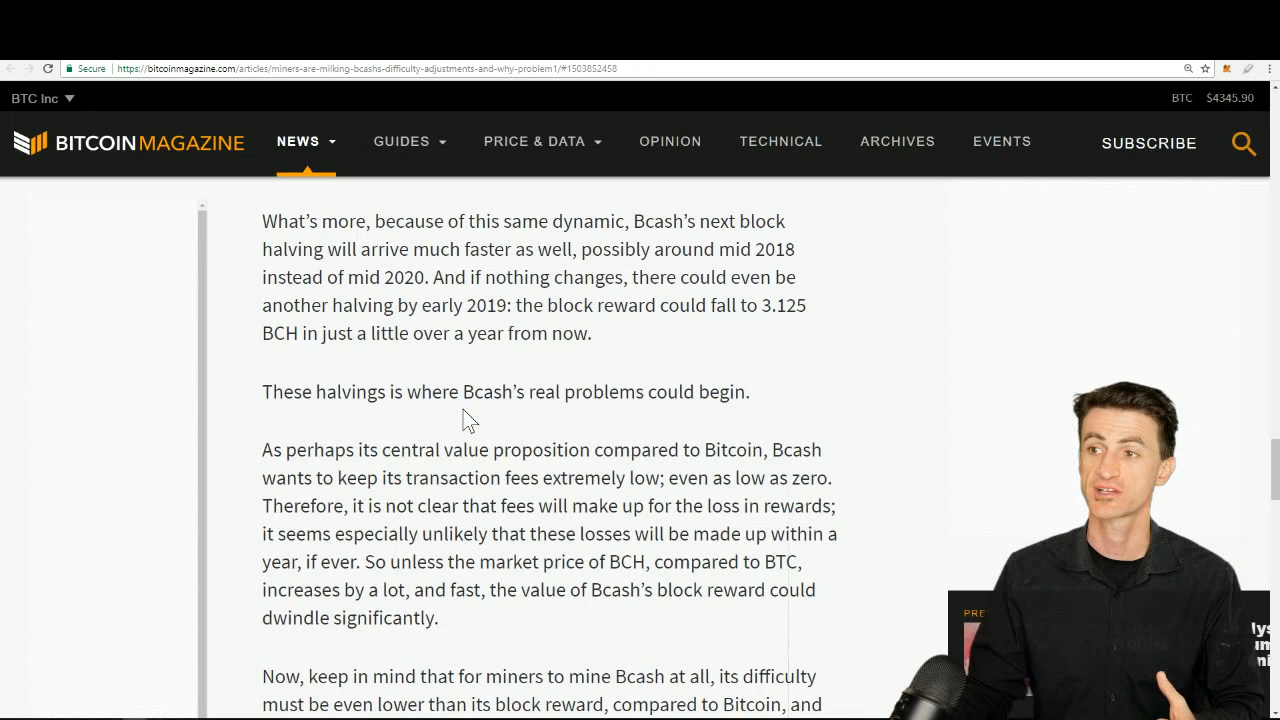 Secure
https://bitcoinmagazine.com/articles/miners-are-milking-bcashs-difficulty-adjustments-and-why-problem1/#1503852458
BTC Inc
BTC $4345.90
BITCOINMAGAZINE
NEWS
GUIDES
PRICE & DATA
OPINION
TECHNICAL
ARCHIVES
EVENTS
SUBSCRIBE
What's more, because of this same dynamic, Bcash's next block
halving will arrive much faster as well, possibly around mid 2018
instead of mid 2020. And if nothing changes, there could even be
another halving by early 2019: the block reward could fall to 3.125
BCH in just a little over a year from now.
These halvings is where Bcash's real problems could begin.
As perhaps its central value proposition compared to Bitcoin, Bcash
wants to keep its transaction fees extremely low; even as low as zero.
Therefore, it is not clear that fees will make up for the loss in rewards;
it seems especially unlikely that these losses will be made up within a
year, if ever. So unless the market price of BCH, compared to BTC,
increases by a lot, and fast, the value of Bcash's block reward could
dwindle significantly.
Now, keep in mind that for miners to mine Bcash at all, its difficulty
must be even lower than its block reward, compared to Bitcoin, and
PRE